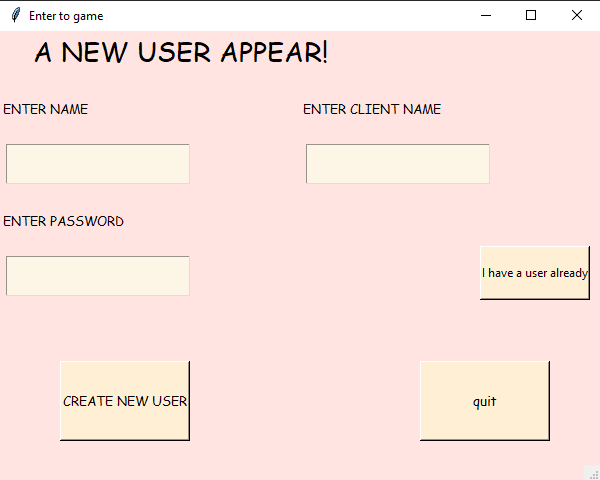 Enter to game
A NEW USER APPEAR!
ENTER NAME
ENTER CLIENT NAME
ENTER PASSWORD
I have a user already
CREATE NEW USER
quit